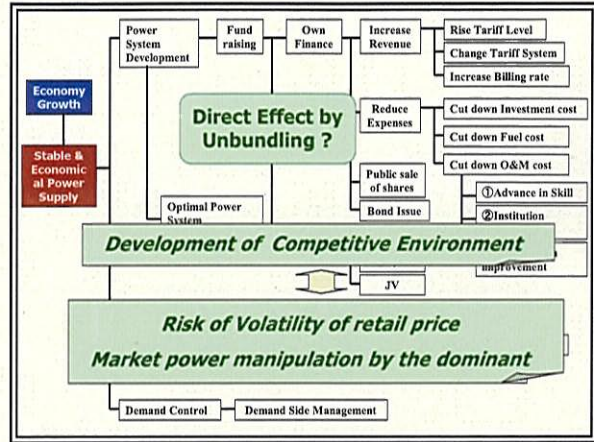 Power
System
Development
Fund
raising
Own
Finance
Increase
Revenue
Rise Tariff Level
Change Tariff System
Increase Billing rate
Economy
Growth
Direct Effect by
Unbundling ?
Reduce
Expenses
Cut down Investment cost
Cut down Fuel cost
Cut down O&M cost
Stable &
Economic
al Power
Supply
Public sale
of shares
Bond Issue
①Advance in Skill
②Institution
Optimal Power
System
Development of Competitive Environment
improvement
JV
Risk of Volatility of retail price
Market power manipulation by the dominant
Demand Control
Demand Side Management